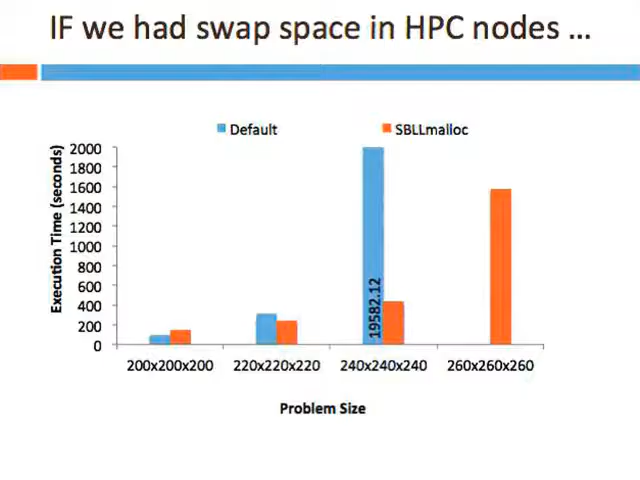 IF we had swap space in HPC nodes ...
Default
SBLLmalloc
Execution Time (seconds)
2000
1800
1600
1400
1200
1000
800
600
400
200
0
19582.12
200x200x200
220x220x220
240x240x240
260x260x260
Problem Size